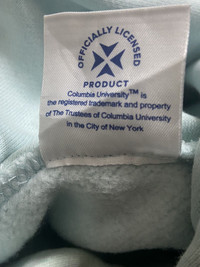 OFFICIALLY LICENSED
PRODUCT
Columbia University™ is
the registered trademark and property
of The Trustees of Columbia University
in the City of New York